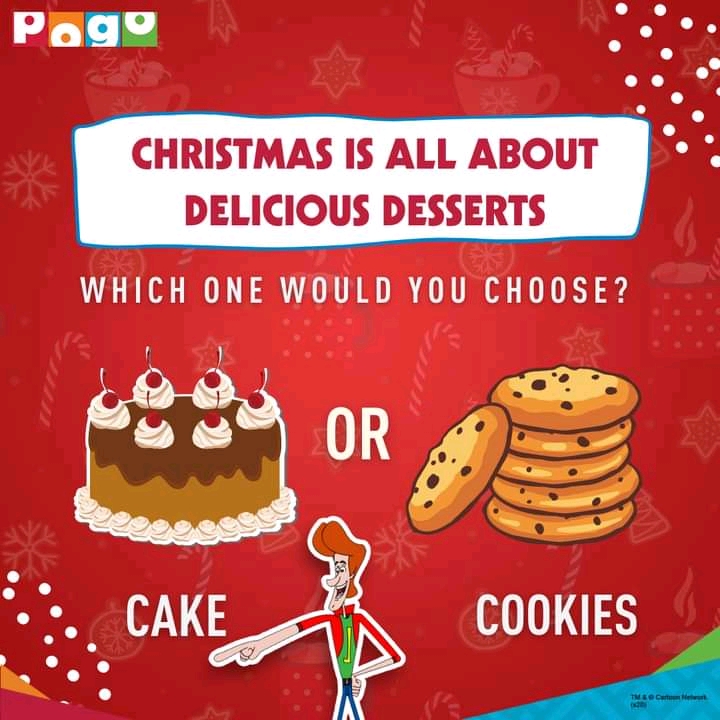 Pogo
CHRISTMAS IS ALL ABOUT
DELICIOUS DESSERTS
WHICH ONE WOULD YOU CHOOSE?
OR
CAKE
COOKIES
TM & © Cartoon Network.
(s20)